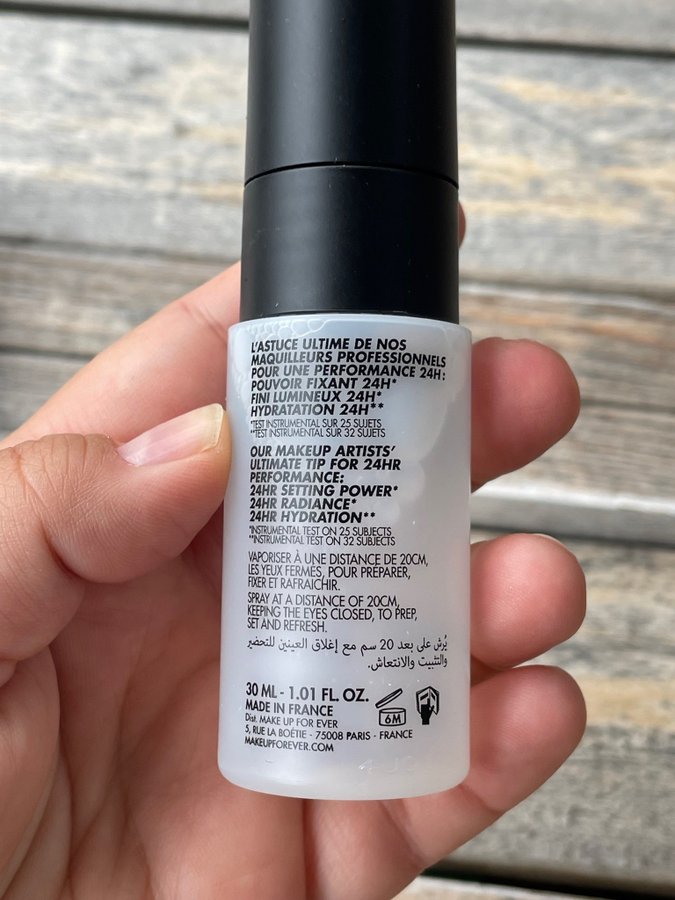 L'ASTUCE ULTIME DE NOS
MAQUILLEURS PROFESSIONNELS
POUR UNE PERFORMANCE 24H :
POUVOIR FIXANT 24H*
FINI LUMINEUX 24H*
HYDRATATION 24H**
*TEST INSTRUMENTAL SUR 25 SUJETS
**TEST INSTRUMENTAL SUR 32 SUJETS
OUR MAKEUP ARTISTS'
ULTIMATE TIP FOR 24HR
PERFORMANCE:
24HR SETTING POWER*
24HR RADIANCE*
24HR HYDRATION**
*INSTRUMENTAL TEST ON 25 SUBJECTS
**INSTRUMENTAL TEST ON 32 SUBJECTS
VAPORISER À UNE DISTANCE DE 20CM,
LES YEUX FERMES, POUR PRÉPARER,
FIXER ET RAFRAICHIR.
SPRAY AT A DISTANCE OF 20CM,
KEEPING THE EYES CLOSED, TO PREP,
SET AND REFRESH.
يُرش على بعد 20 سم مع إغلاق العينين للتحضير
والتثبيت والانتعاش.
30 ML - 1.01 FL. OZ.
MADE IN FRANCE
Dist. MAKE UP FOR EVER
5, RUE LA BOÉTIE - 75008 PARIS - FRANCE
MAKEUPFOREVER.COM
6M